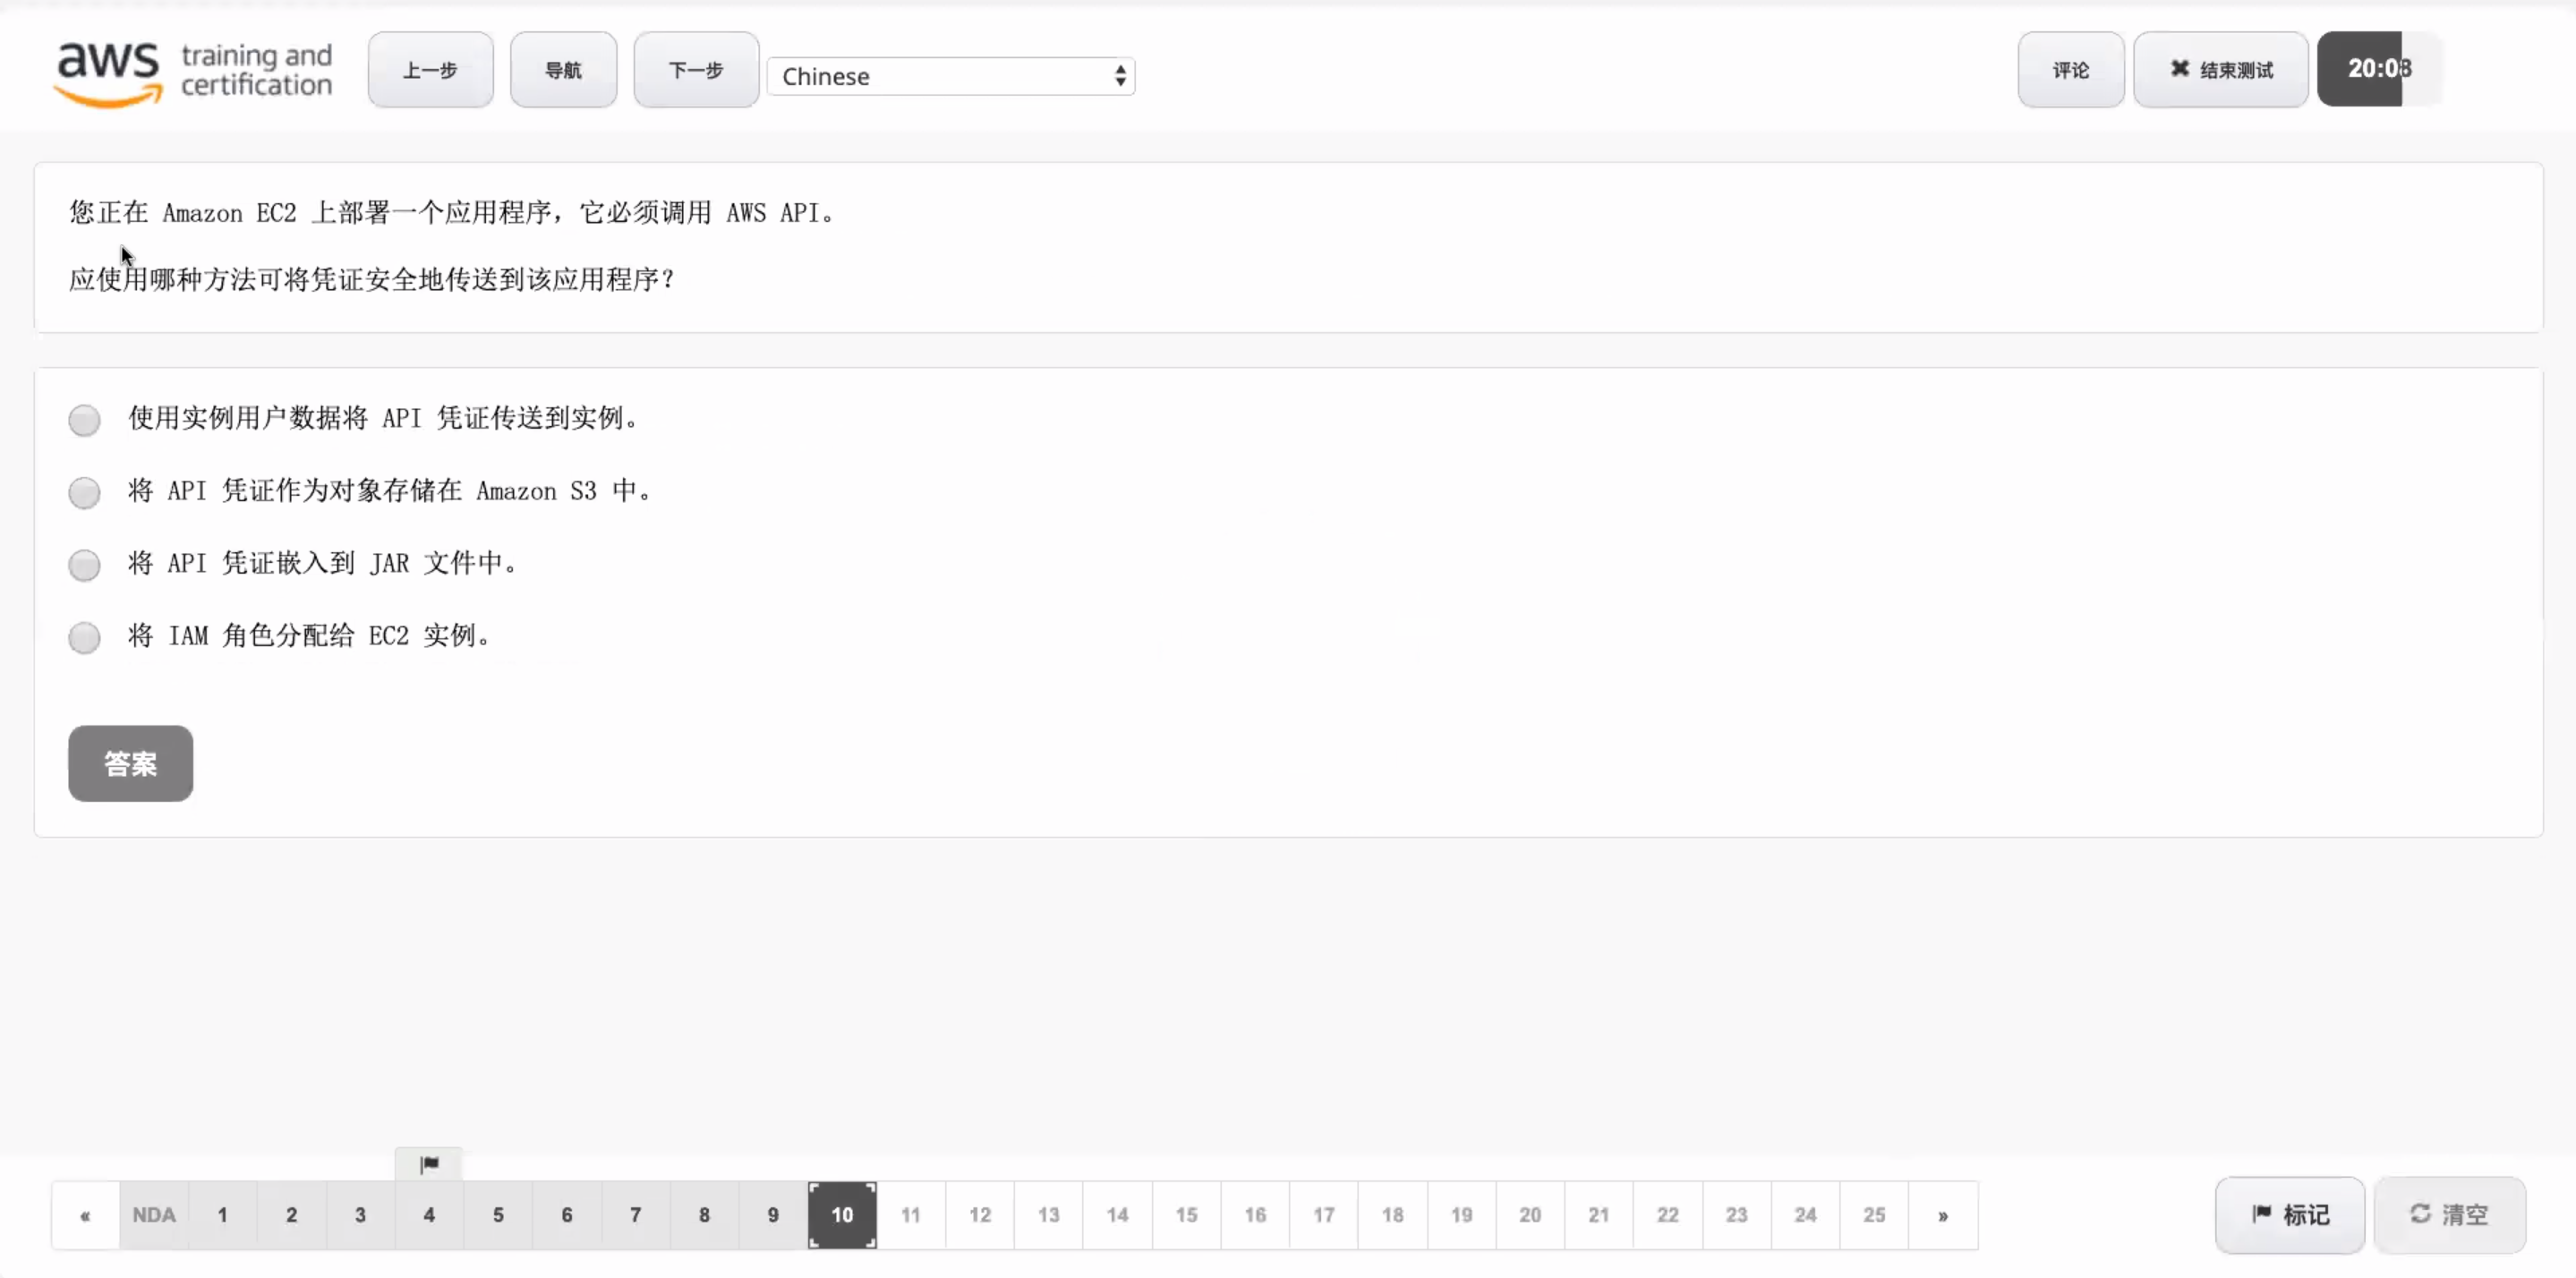 aws training and certification
上一步 导航 下一步 Chinese 评论 ✖ 结束测试 20:03
您正在 Amazon EC2 上部署一个应用程序，它必须调用 AWS API。
应使用哪种方法可将凭证安全地传送到该应用程序？
使用实例用户数据将 API 凭证传送到实例。
将 API 凭证作为对象存储在 Amazon S3 中。
将 API 凭证嵌入到 JAR 文件中。
将 IAM 角色分配给 EC2 实例。
答案
« NDA 1 2 3 4 5 6 7 8 9 10 11 12 13 14 15 16 17 18 19 20 21 22 23 24 25 » 标记 清空